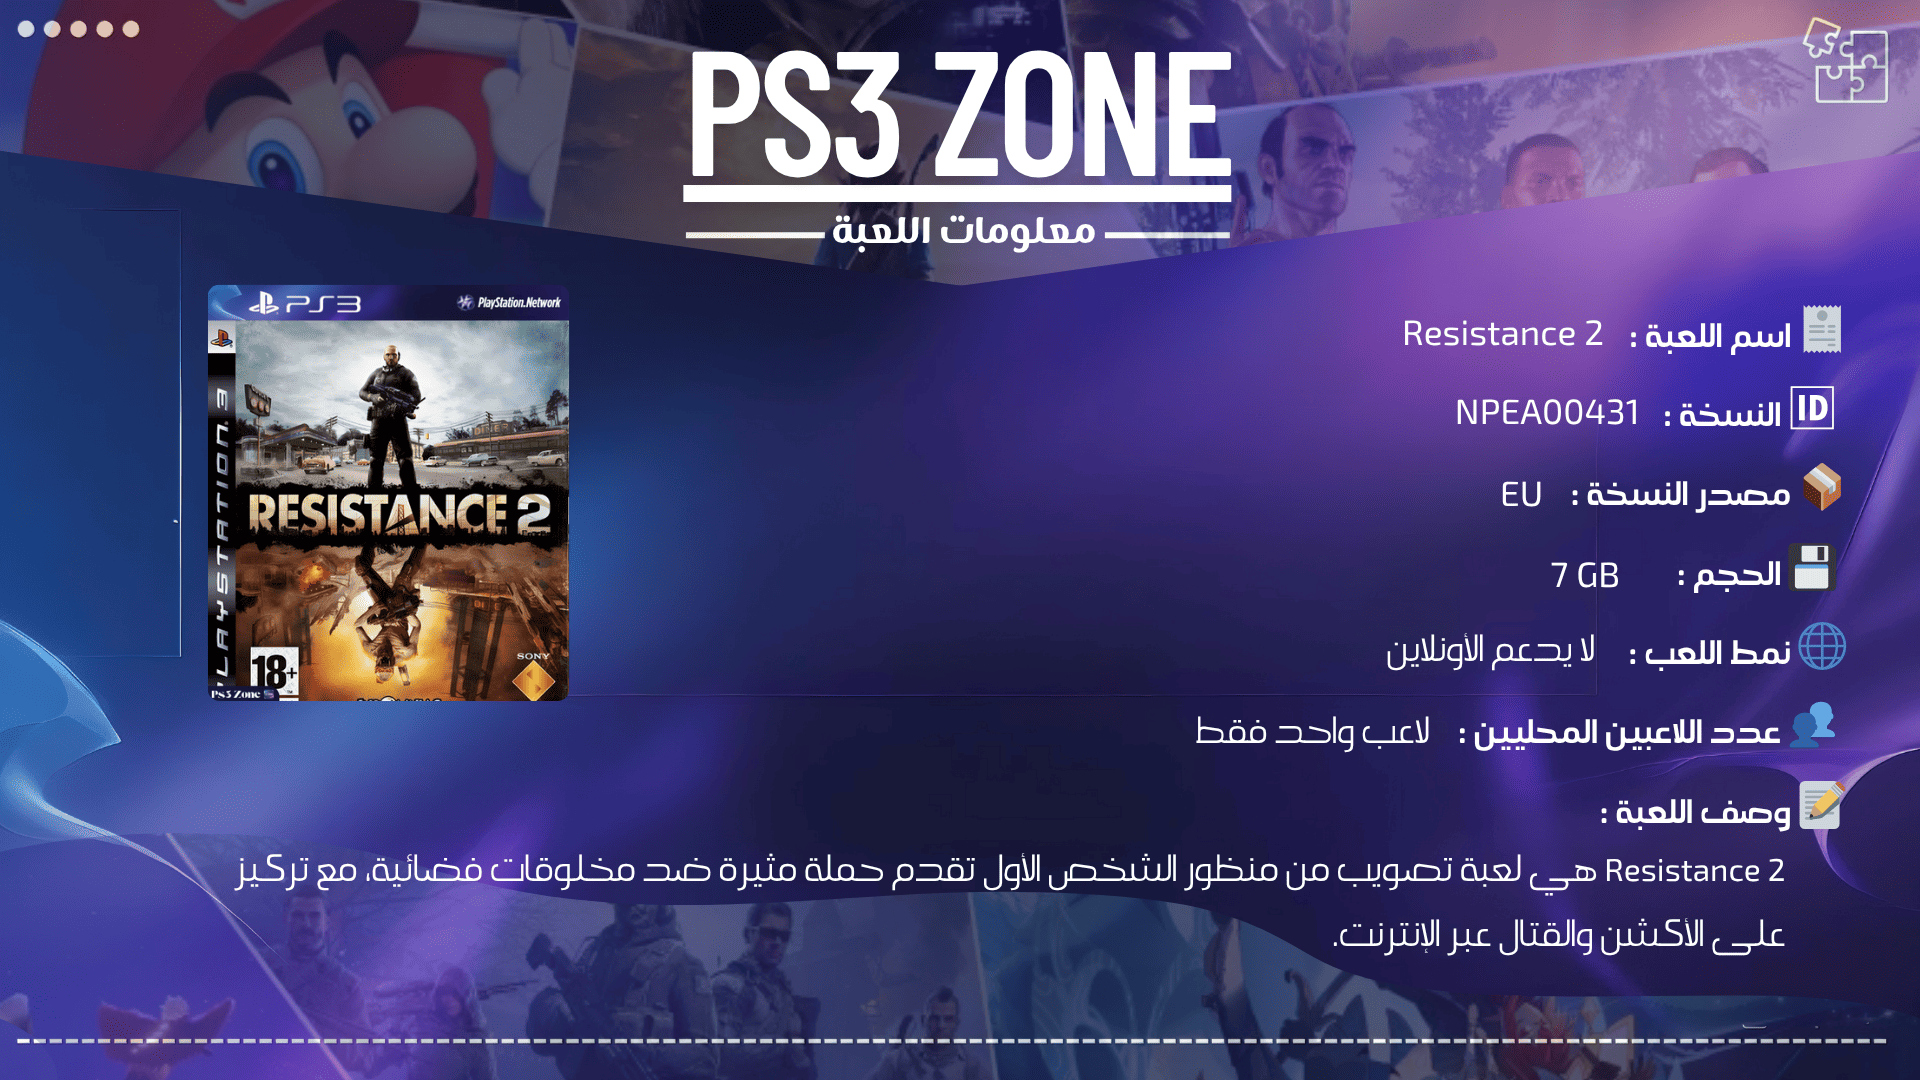 PS3 ZONE
معلومات اللعبة
PS3 PlayStation.Network
PLAYSTATION.3
RESISTANCE 2
18+
SONY
Ps3 Zone
اسم اللعبة : Resistance 2
ID النسخة : NPEA00431
مصدر النسخة : EU
الحجم : 7 GB
نمط اللعب : لا يدعم الأونلاين
عدد اللاعبين المحليين : لاعب واحد فقط
وصف اللعبة :
Resistance 2 هي لعبة تصويب من منظور الشخص الأول تقدم حملة مثيرة ضد مخلوقات فضائية، مع تركيز
على الأكشن والقتال عبر الإنترنت.